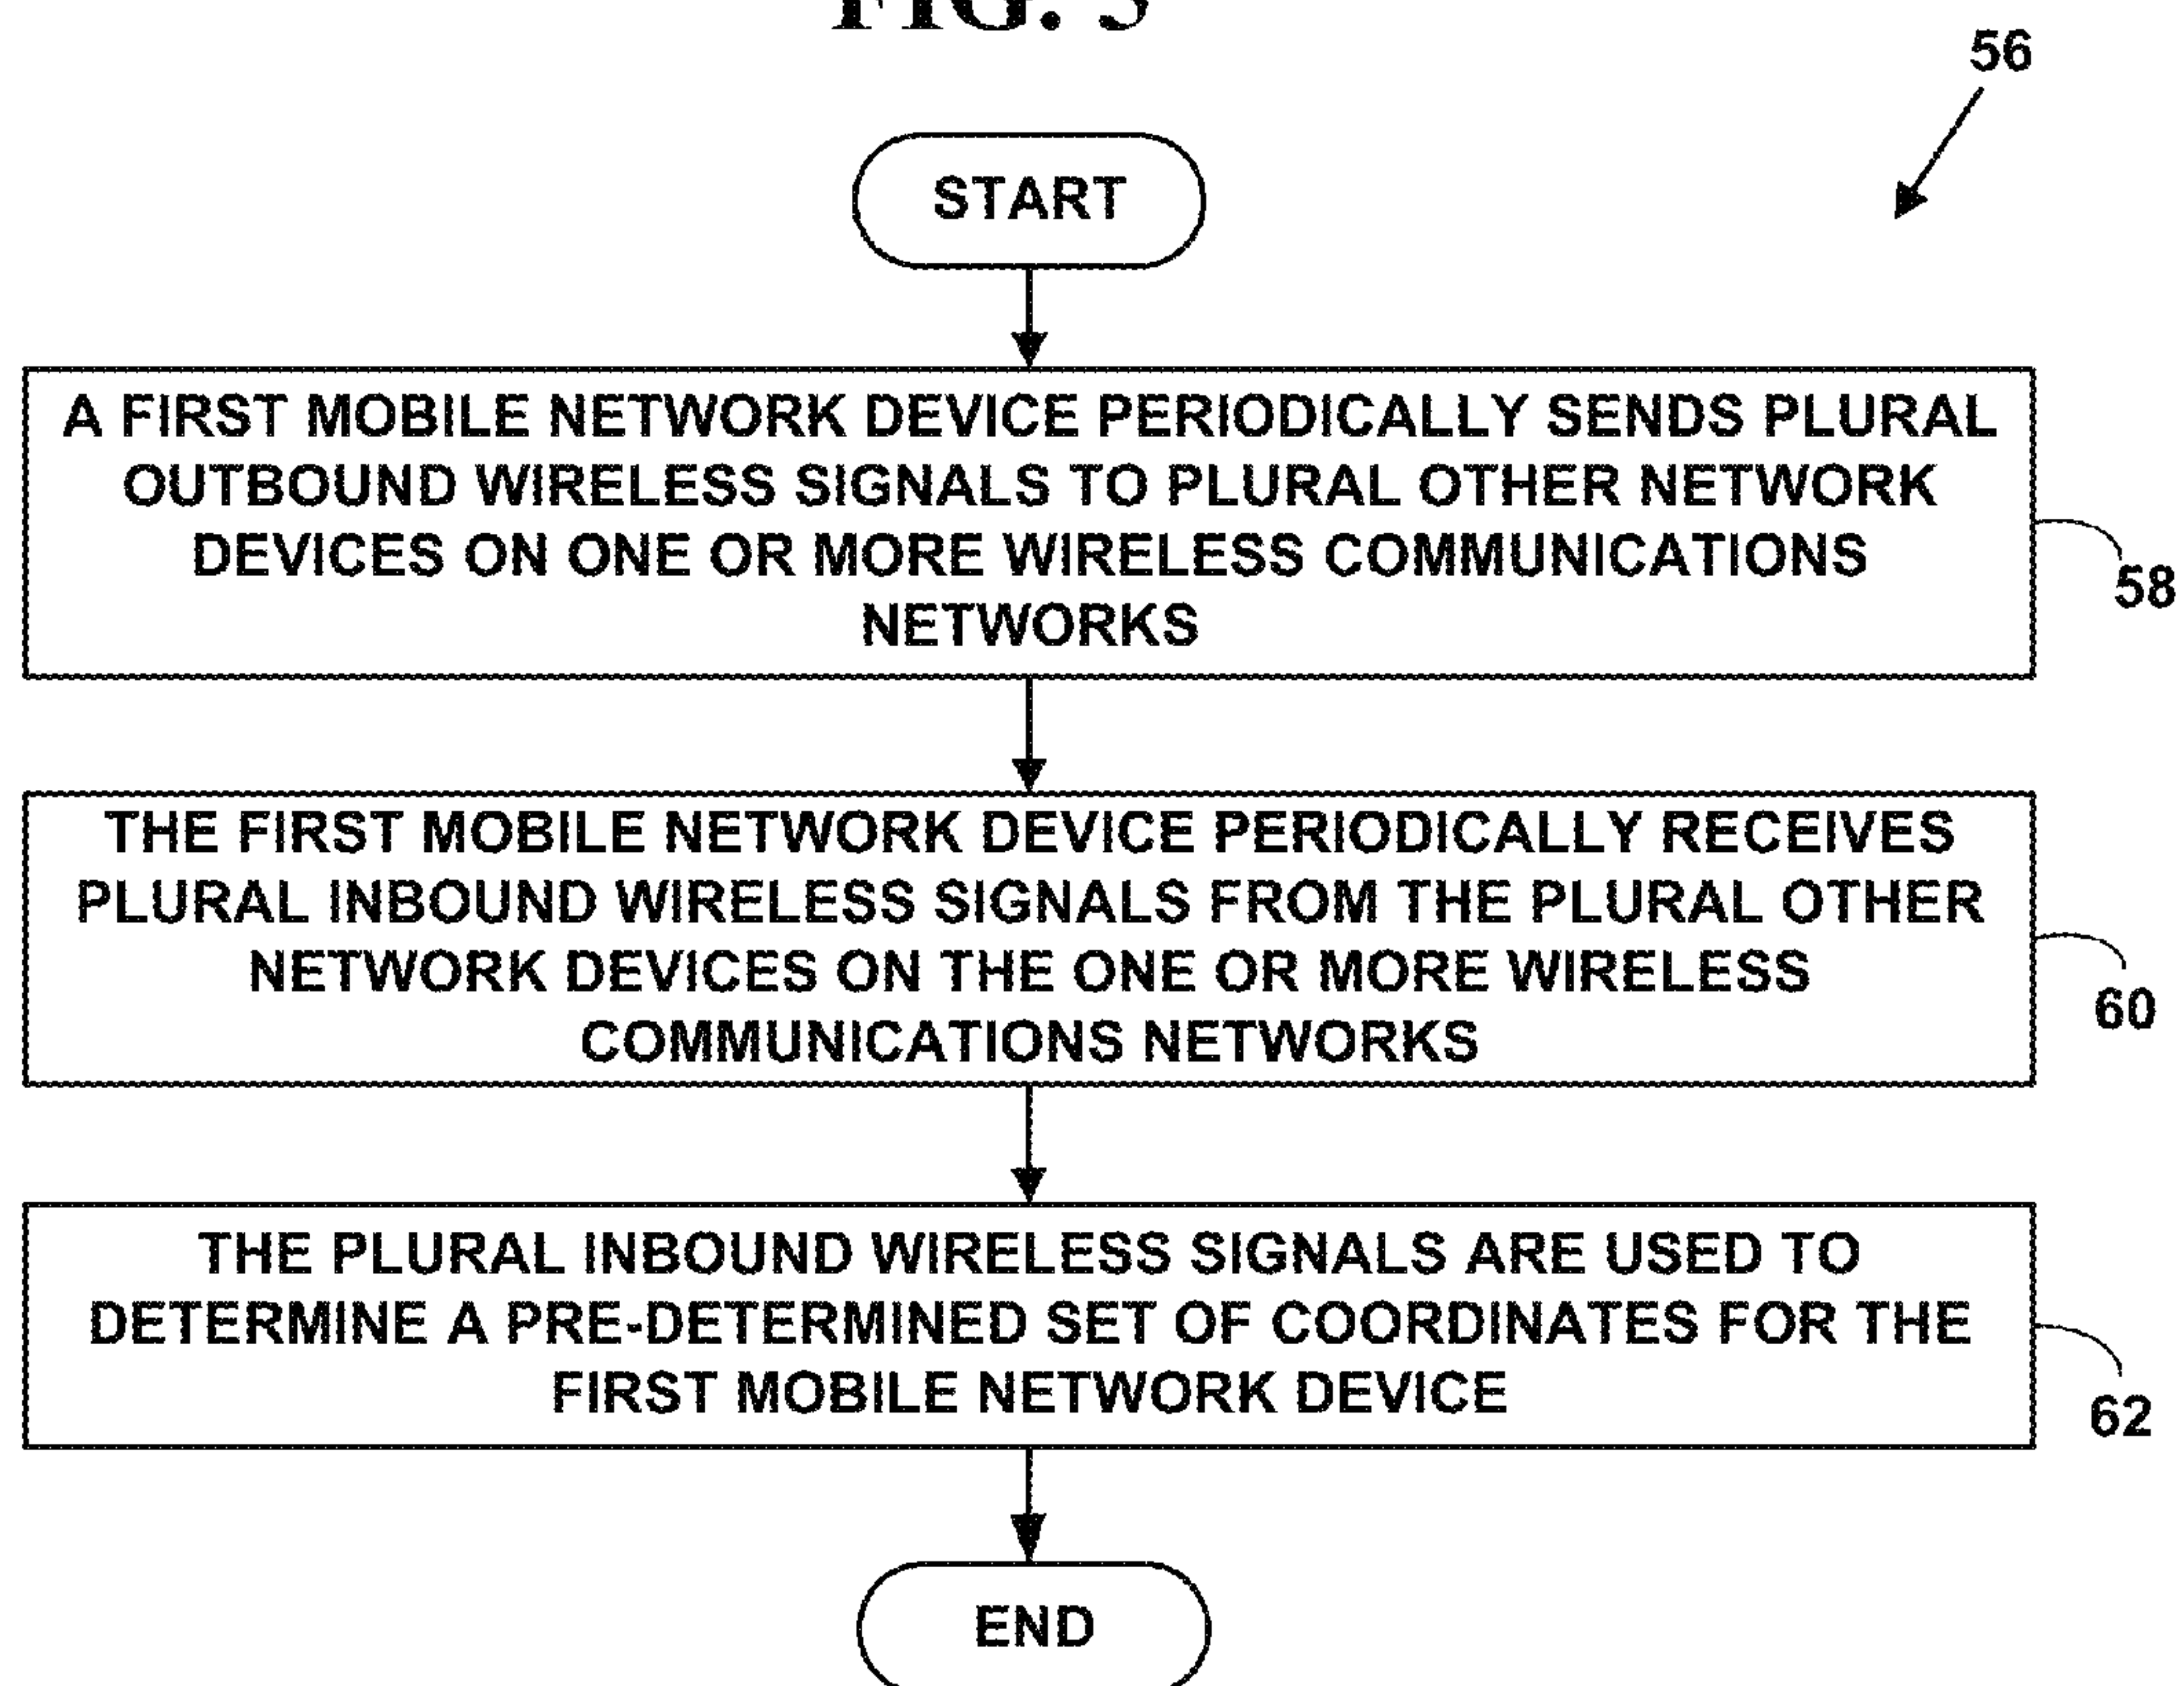 FIG.
56
START
A FIRST MOBILE NETWORK DEVICE PERIODICALLY SENDS PLURAL
OUTBOUND WIRELESS SIGNALS TO PLURAL OTHER NETWORK
DEVICES ON ONE OR MORE WIRELESS COMMUNICATIONS
NETWORKS
58
THE FIRST MOBILE NETWORK DEVICE PERIODICALLY RECEIVES
PLURAL INBOUND WIRELESS SIGNALS FROM THE PLURAL OTHER
NETWORK DEVICES ON THE ONE OR MORE WIRELESS
COMMUNICATIONS NETWORKS
60
THE PLURAL INBOUND WIRELESS SIGNALS ARE USED TO
DETERMINE A PRE-DETERMINED SET OF COORDINATES FOR THE
FIRST MOBILE NETWORK DEVICE
62
END